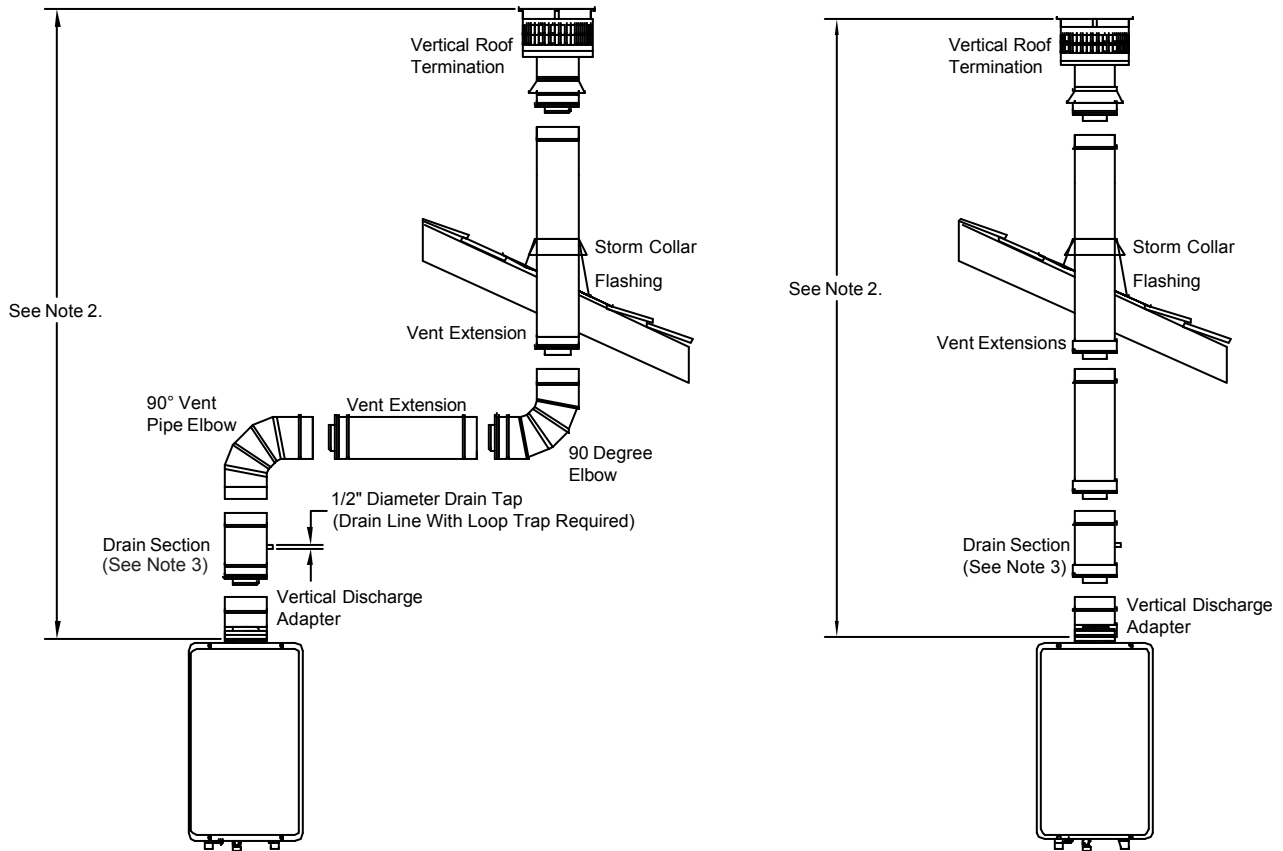 Vertical Roof
Termination
Storm Collar
Flashing
See Note 2.
Vent Extension
90° Vent
Pipe Elbow
Vent Extension
90 Degree
Elbow
1/2" Diameter Drain Tap
(Drain Line With Loop Trap Required)
Drain Section
(See Note 3)
Vertical Discharge
Adapter
Vertical Roof
Termination
Storm Collar
Flashing
See Note 2.
Vent Extensions
Drain Section
(See Note 3)
Vertical Discharge
Adapter